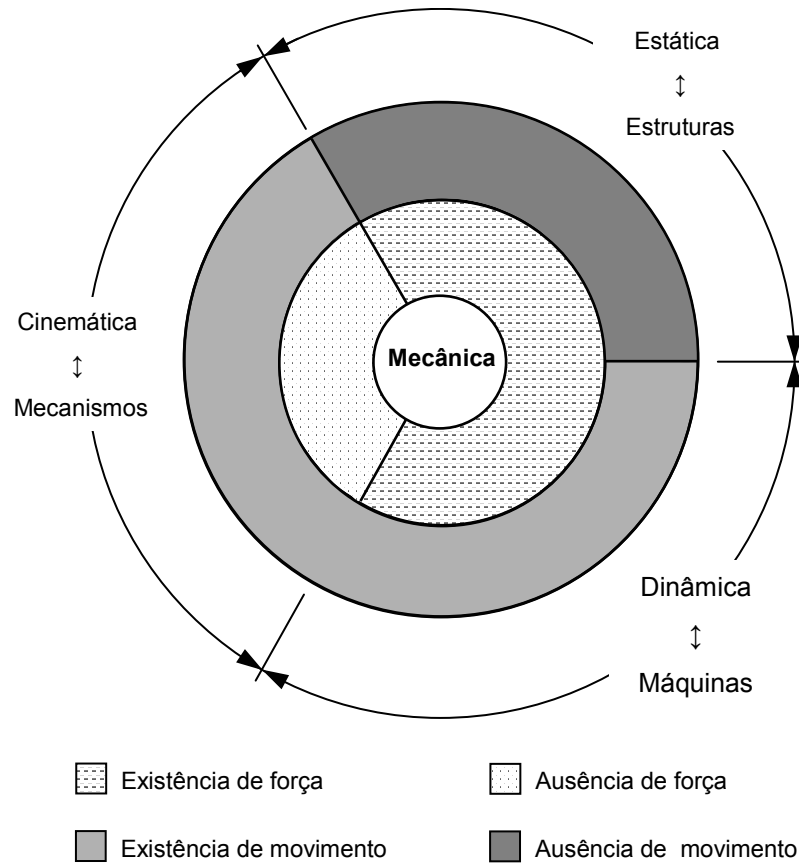 Estática
↕
Estruturas
Cinemática
↕
Mecanismos
Mecânica
Dinâmica
↕
Máquinas
Existência de força
Ausência de força
Existência de movimento
Ausência de movimento